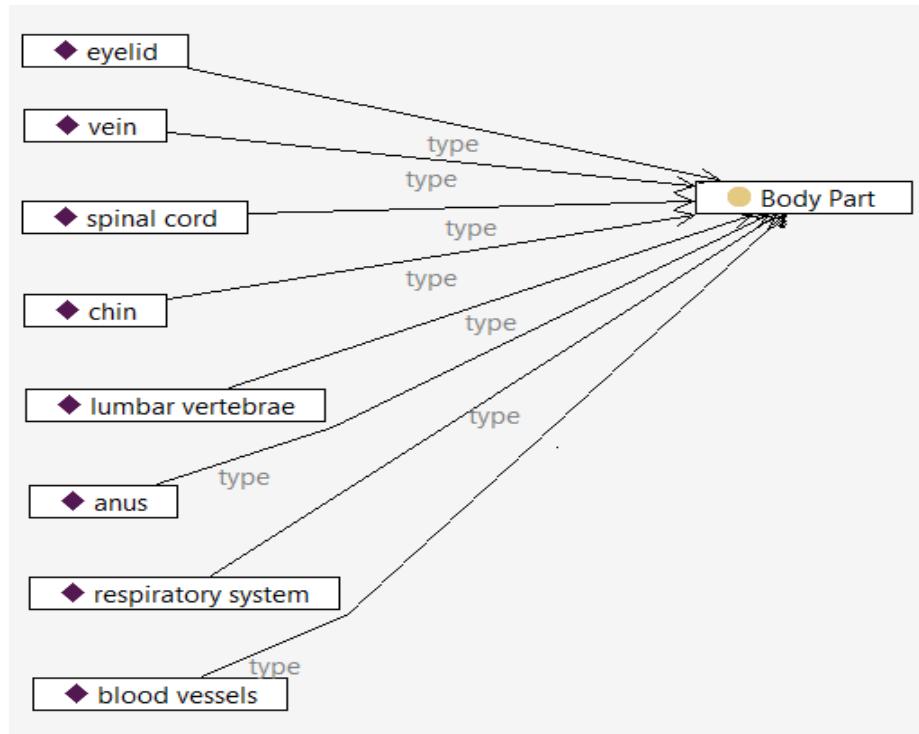 eyelid
vein
type
type
Body Part
spinal cord
type
type
chin
type
lumbar vertebrae
type
type
anus
respiratory system
type
blood vessels